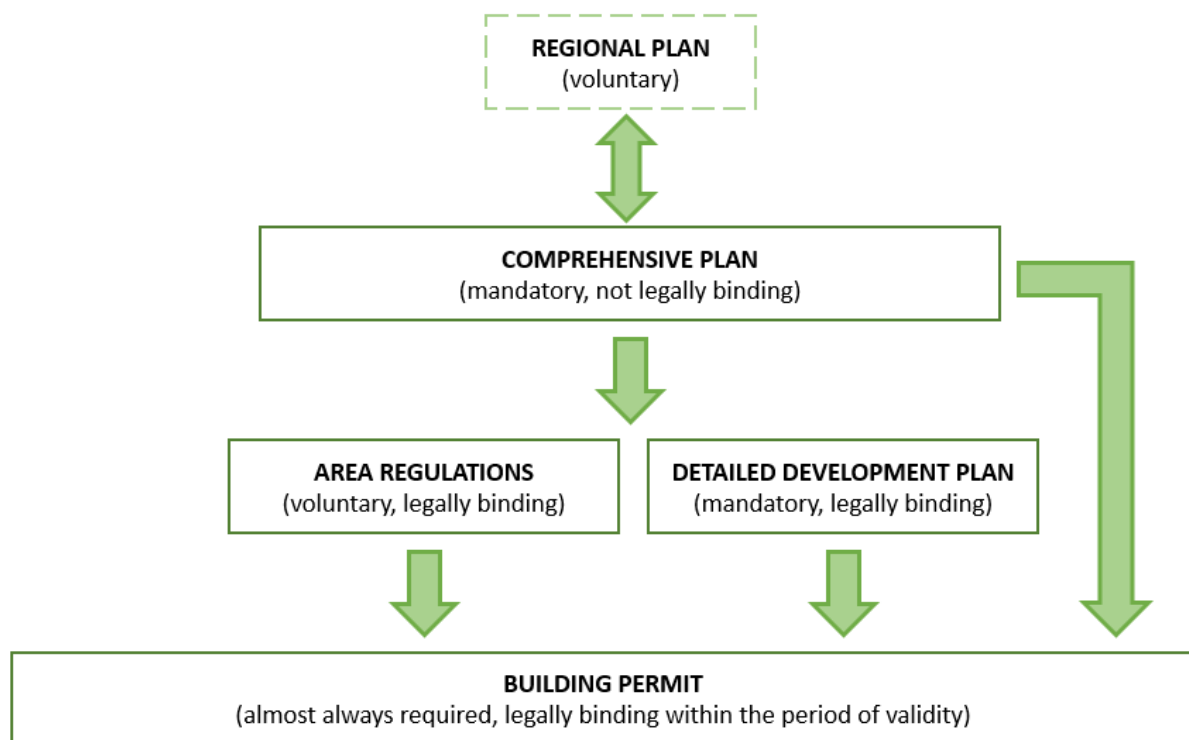 REGIONAL PLAN
(voluntary)
COMPREHENSIVE PLAN
(mandatory, not legally binding)
AREA REGULATIONS
(voluntary, legally binding)
DETAILED DEVELOPMENT PLAN
(mandatory, legally binding)
BUILDING PERMIT
(almost always required, legally binding within the period of validity)